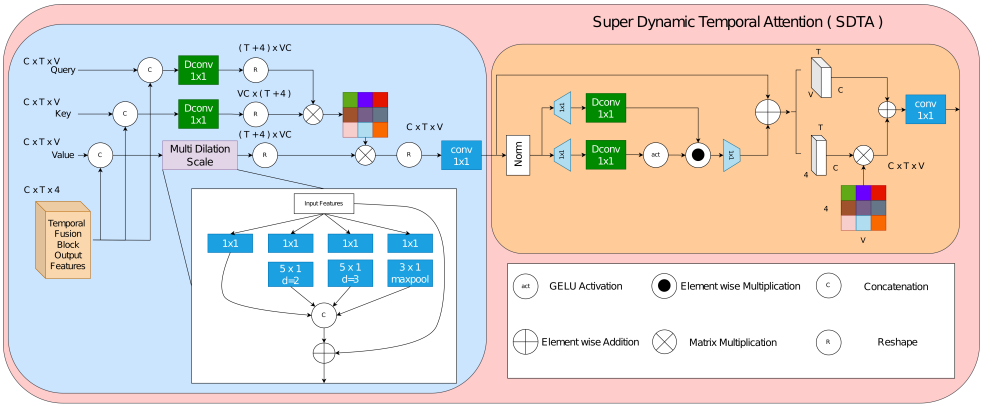 Super Dynamic Temporal Attention ( SDTA )
C x T x V
Query
C
Dconv
1x1
( T + 4 ) x VC
R
C x T x V
Key
C
Dconv
1x1
VC x ( T + 4 )
R
C x T x V
Value
C
Multi Dilation
Scale
( T + 4 ) x VC
R
C x T x V
R
conv
1x1
C x T x 4
Temporal
Fusion
Block
Output
Features
Input Features
1x1
1x1
1x1
1x1
5 x 1
d=2
5 x 1
d=3
3 x 1
maxpool
C
Norm
1x1
Dconv
1x1
1x1
Dconv
1x1
act
1x1
T
V
C
T
4
C
C x T x V
4
V
conv
1x1
act
GELU Activation
Element wise Multiplication
C
Concatenation
Element wise Addition
Matrix Multiplication
R
Reshape